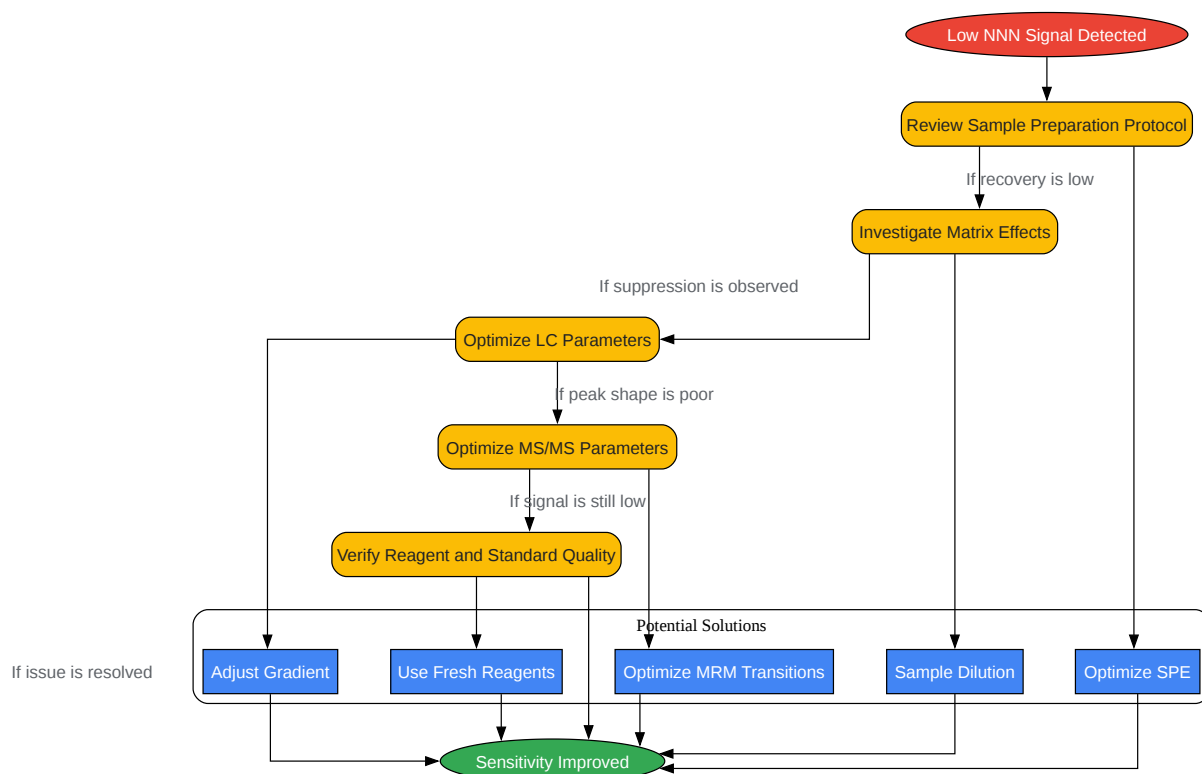 Low NNN Signal Detected
Review Sample Preparation Protocol
If recovery is low
Investigate Matrix Effects
If suppression is observed
Optimize LC Parameters
If peak shape is poor
Optimize MS/MS Parameters
If signal is still low
Verify Reagent and Standard Quality
Potential Solutions
If issue is resolved
Adjust Gradient
Use Fresh Reagents
Optimize MRM Transitions
Sample Dilution
Optimize SPE
Sensitivity Improved